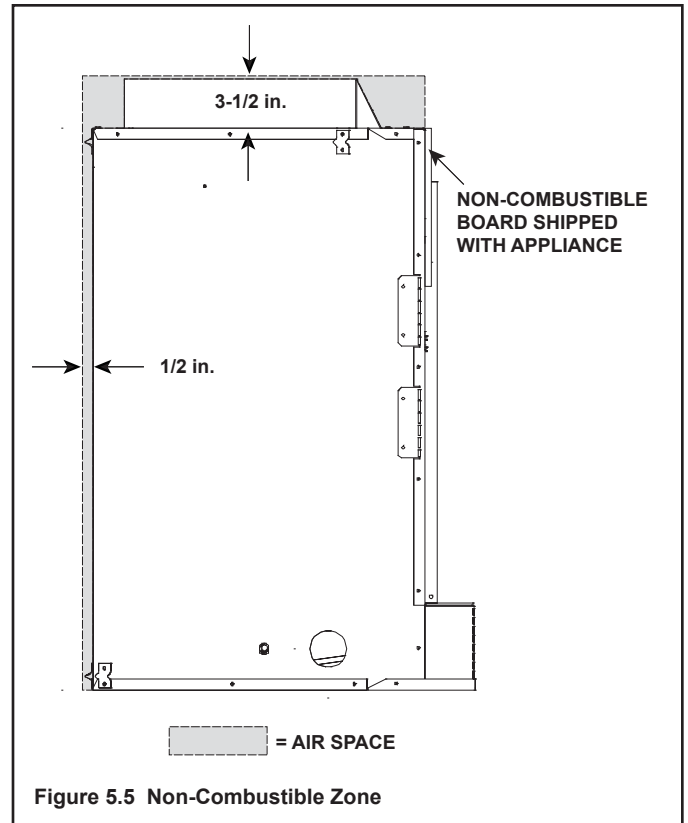 3-1/2 in.
NON-COMBUSTIBLE
BOARD SHIPPED
WITH APPLIANCE
1/2 in.
= AIR SPACE
Figure 5.5 Non-Combustible Zone